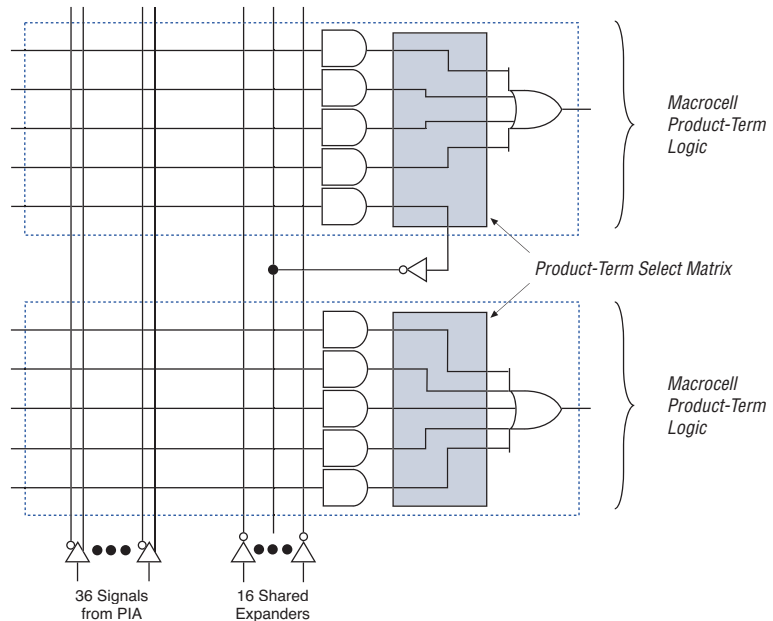 Macrocell
Product-Term
Logic
Product-Term Select Matrix
Macrocell
Product-Term
Logic
36 Signals
from PIA
16 Shared
Expanders